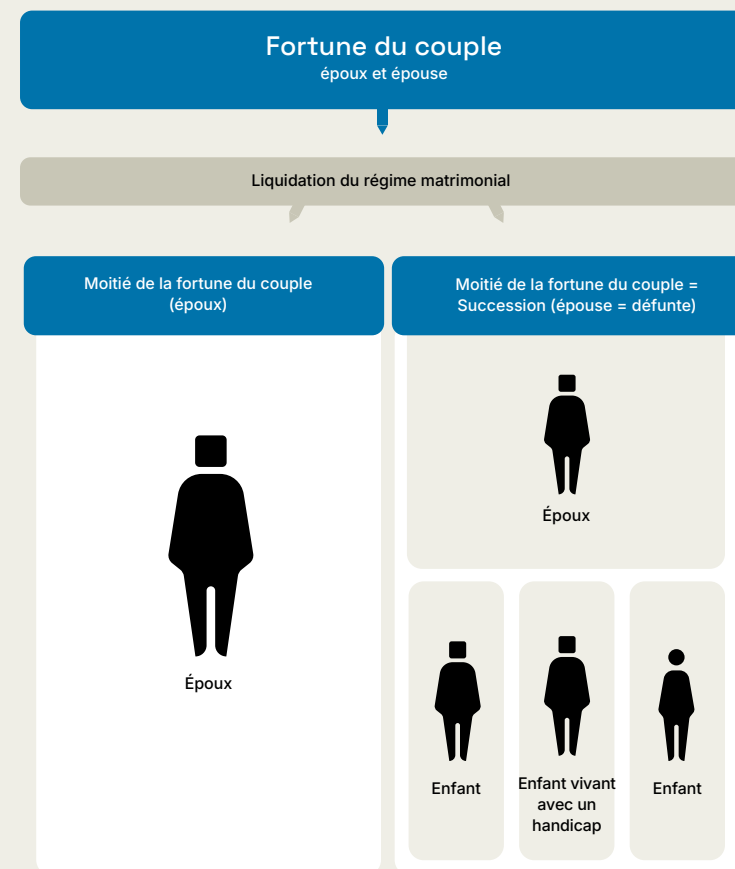 Fortune du couple
époux et épouse
Liquidation du régime matrimonial
Moitié de la fortune du couple
(époux)
Moitié de la fortune du couple =
Succession (épouse = défunte)
Époux
Époux
Enfant
Enfant vivant
avec un
handicap
Enfant